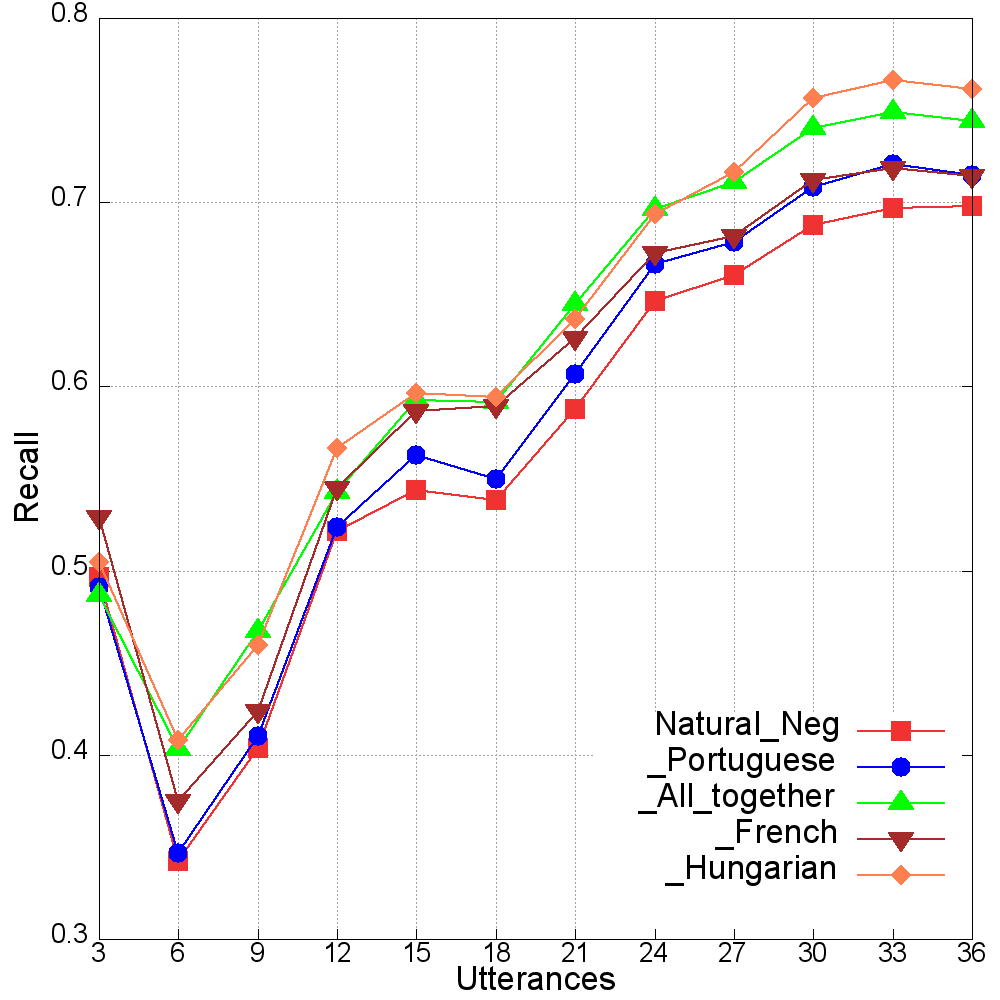 0.8
0.7
0.6
0.5
0.4
0.3
Recall
Natural_Neg
_Portuguese
_All_together
_French
_Hungarian
3 6 9 12 15 18 21 24 27 30 33 36
Utterances